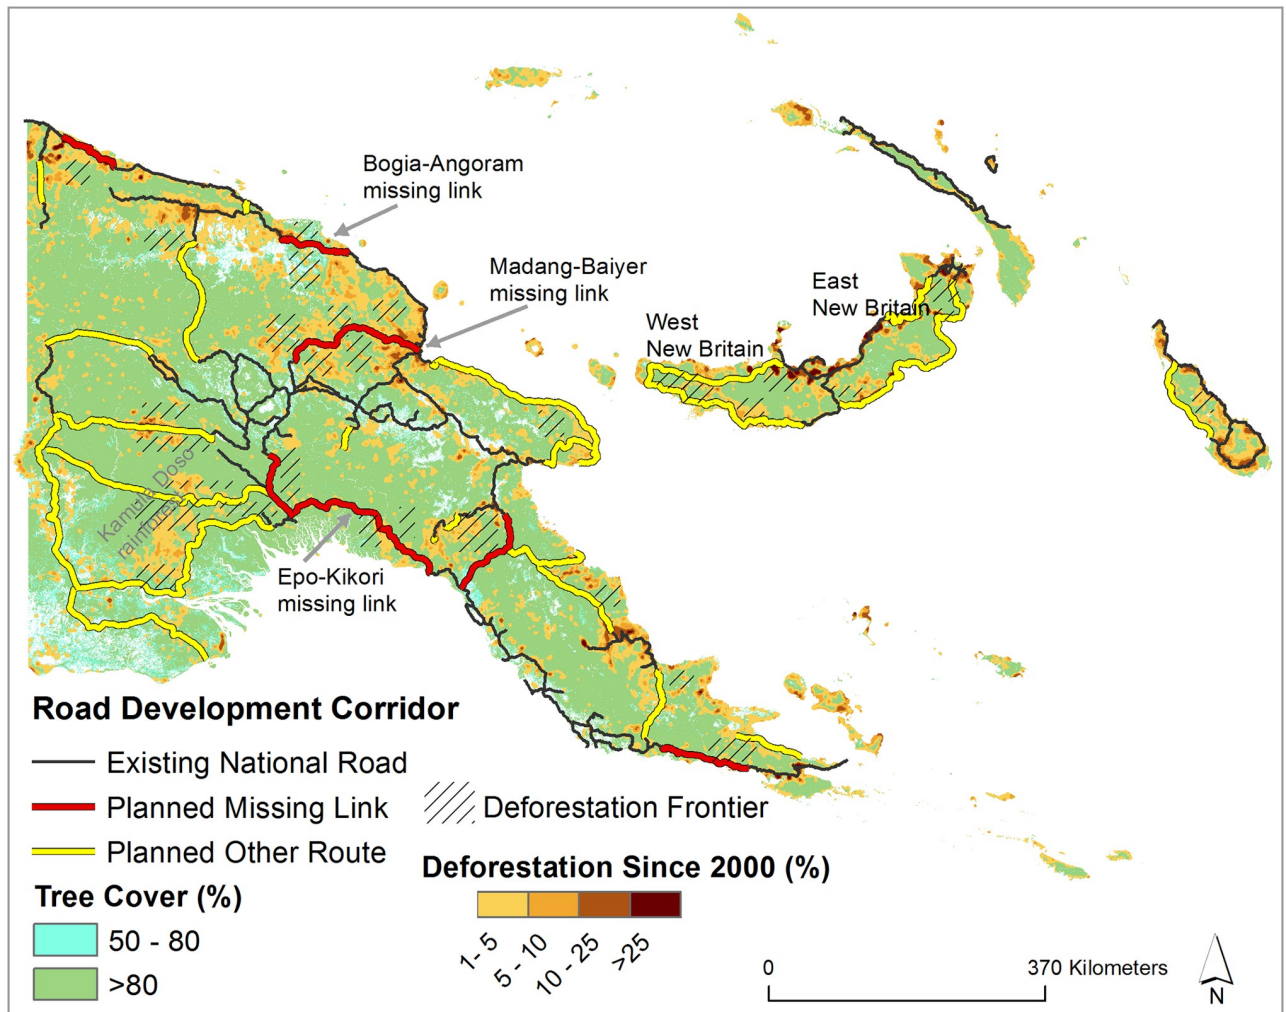 Bogia-Angoram
missing link
Madang-Baiyer
missing link
East
New Britain
West
New Britain
Kamula Doso
rainforest
Epo-Kikori
missing link
Road Development Corridor
Existing National Road
Planned Missing Link
Planned Other Route
Deforestation Frontier
Tree Cover (%)
50 - 80
>80
Deforestation Since 2000 (%)
1- 5
5 - 10
10 - 25
>25
0
370 Kilometers
N